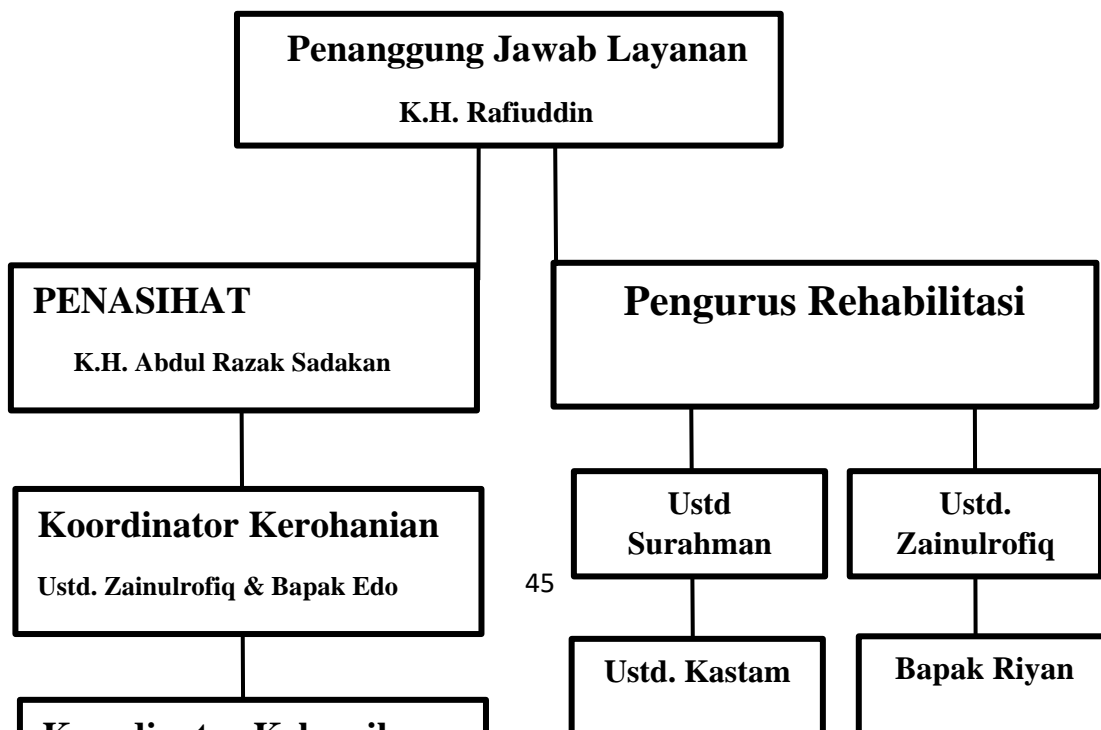 Penanggung Jawab Layanan
K.H. Rafiuddin
PENASIHAT
K.H. Abdul Razak Sadakan
Pengurus Rehabilitasi
Koordinator Kerohanian
Ustd. Zainulrofiq & Bapak Edo
Ustd
Surahman
Ustd.
Zainulrofiq
45
Ustd. Kastam
Bapak Riyan